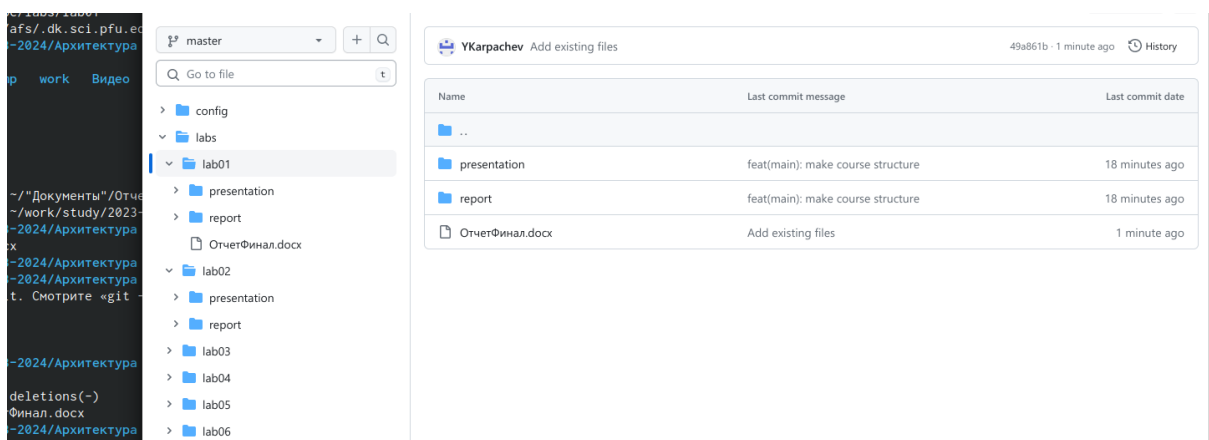 /afs/.dk.sci.pfu.ed
-2024/Архитектура
mp work Видео
~/"Документы"/Отче
~/work/study/2023-
-2024/Архитектура
cx
-2024/Архитектура
-2024/Архитектура
t. Смотрите «git -
-2024/Архитектура
deletions(-)
тФинал.docx
-2024/Архитектура
master
Go to file
t
config
labs
lab01
presentation
report
ОтчетФинал.docx
lab02
presentation
report
lab03
lab04
lab05
lab06
YKarpachev Add existing files 49a861b · 1 minute ago History
Name Last commit message Last commit date
..
presentation feat(main): make course structure 18 minutes ago
report feat(main): make course structure 18 minutes ago
ОтчетФинал.docx Add existing files 1 minute ago